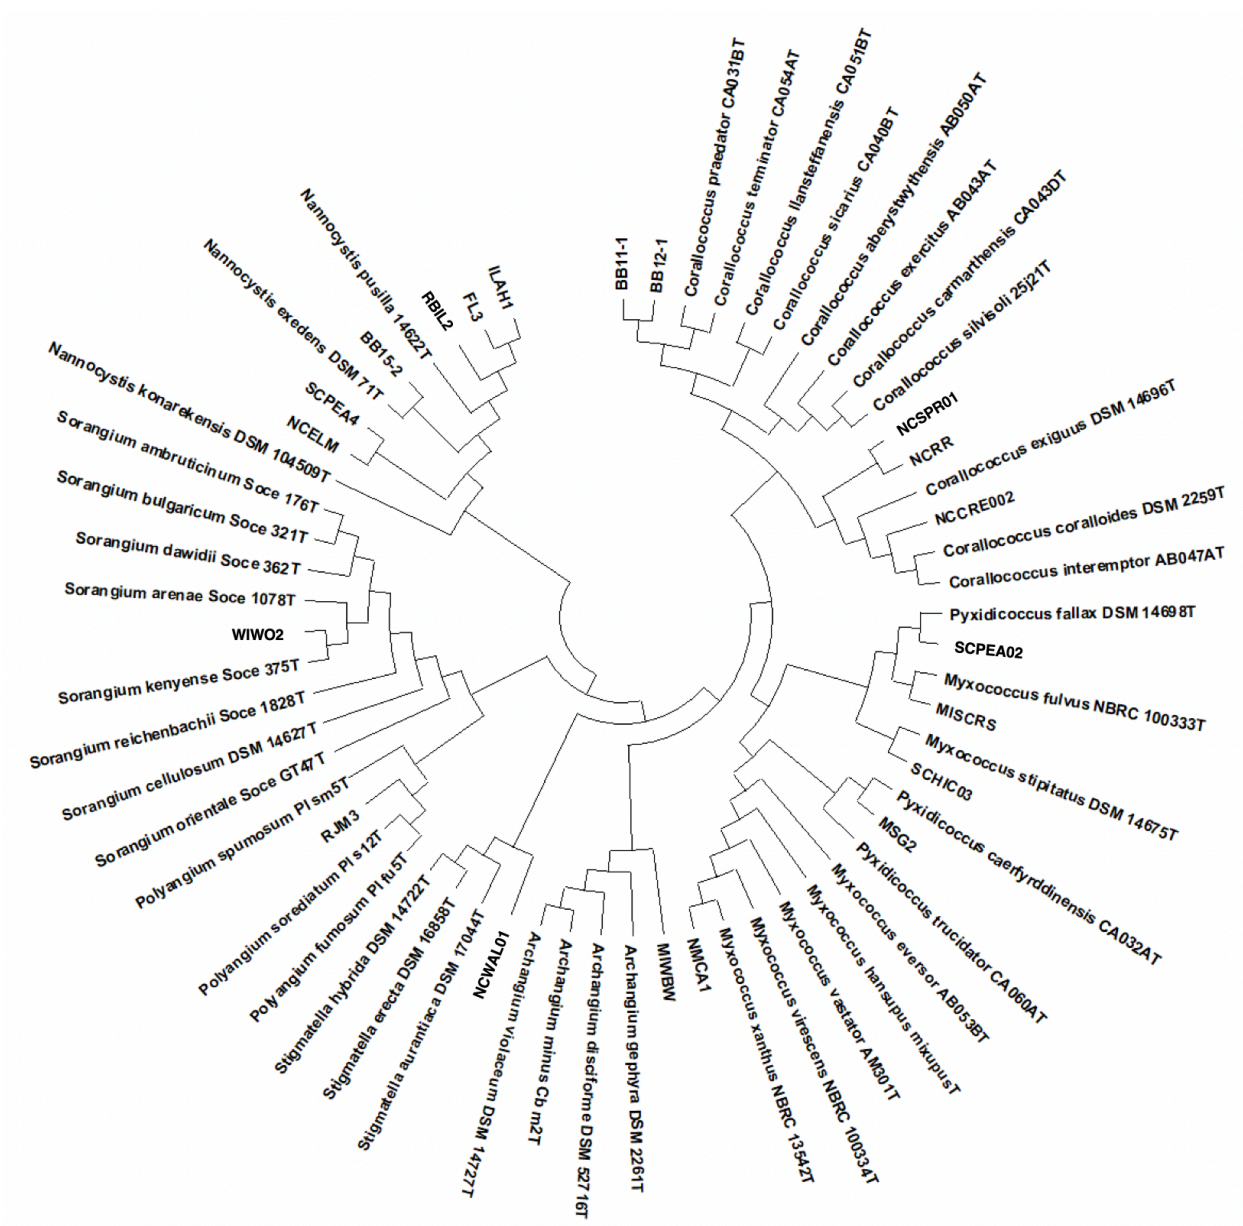 BB11-1
BB12-1
Corallococcus praedator CA031BT
Corallococcus terminator CA054AT
Corallococcus llansteffanensis CA051BT
Corallococcus sicarius CA040BT
Corallococcus aberystwythensis AB050AT
Corallococcus exercitus AB043AT
Corallococcus carmarthensis CA043DT
Corallococcus silvisoli 25j21T
NCSPR01
NCRR
Corallococcus exiguus DSM 14696T
NCCRE002
Corallococcus coralloides DSM 2259T
Corallococcus interemptor AB047AT
Pyxidicoccus fallax DSM 14698T
SCPEA02
Myxococcus fulvus NBRC 100333T
MISCRS
Myxococcus stipitatus DSM 14675T
SCHIC03
Pyxidicoccus caerfyrddinensis CA032AT
MSG2
Pyxidicoccus trucidator CA060AT
Myxococcus eversor AB053BT
Myxococcus hansupus mixupusT
Myxococcus vastator AM301T
Myxococcus virescens NBRC 100334T
Myxococcus xanthus NBRC 13542T
NMCA1
MIWBW
Archangium gephyra DSM 2261T
Archangium disciforme DSM 52716T
Archangium minus Cb m2T
Archangium violaceum DSM 14727T
NCWAL01
Stigmatella aurantiaca DSM 17044T
Stigmatella erecta DSM 16858T
Stigmatella hybrida DSM 14722T
Polyangium fumosum Pl fu5T
Polyangium sorediatum Pl s12T
RJM3
Polyangium spumosum Pl sm5T
Sorangium orientale Soce GT47T
Sorangium cellulosum DSM 14627T
Sorangium reichenbachii Soce 1828T
Sorangium kenyense Soce 375T
WIWO2
Sorangium arenae Soce 1078T
Sorangium dawidii Soce 362T
Sorangium bulgaricum Soce 321T
Sorangium ambruticinum Soce 176T
Nannocystis konarekensis DSM 104509T
NCELM
SCPEA4
Nannocystis exedens DSM 71T
BB15-2
Nannocystis pusilla 14622T
RBIL2
FL3
ILAH1